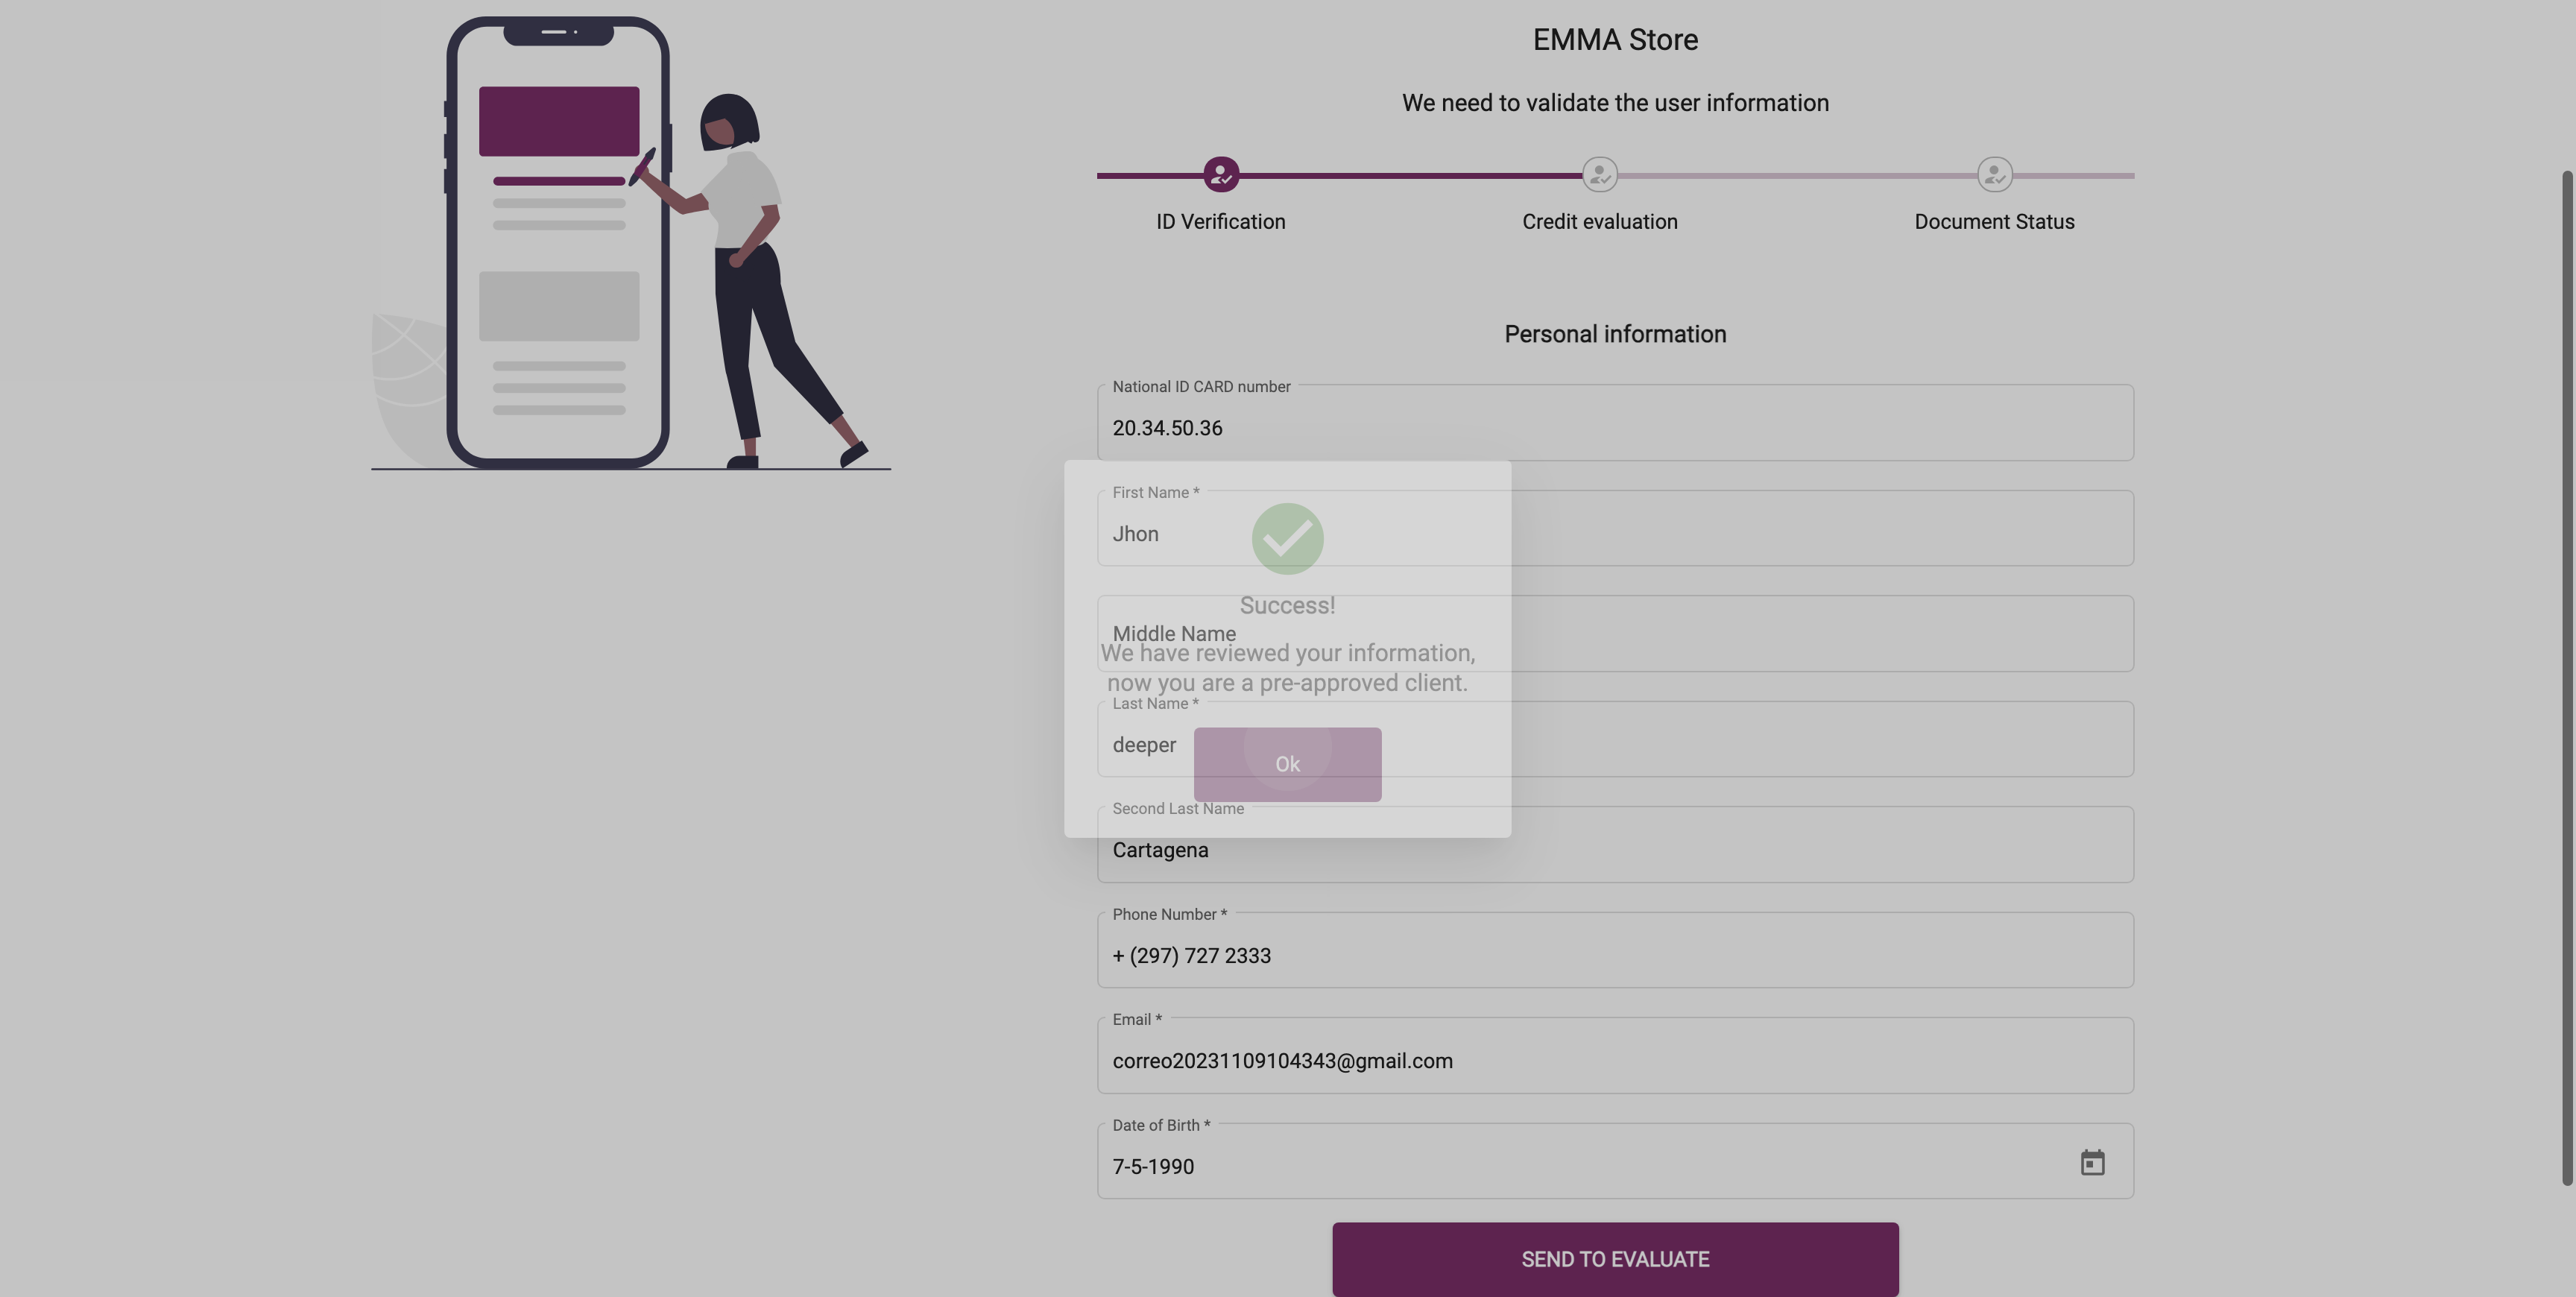 EMMA Store
We need to validate the user information
ID Verification
Credit evaluation
Document Status
Personal information
National ID CARD number
20.34.50.36
First Name *
Jhon
Success!
Middle Name
We have reviewed your information,
now you are a pre-approved client.
Last Name *
deeper
Ok
Second Last Name
Cartagena
Phone Number *
+ (297) 727 2333
Email *
correo20231109104343@gmail.com
Date of Birth *
7-5-1990
SEND TO EVALUATE